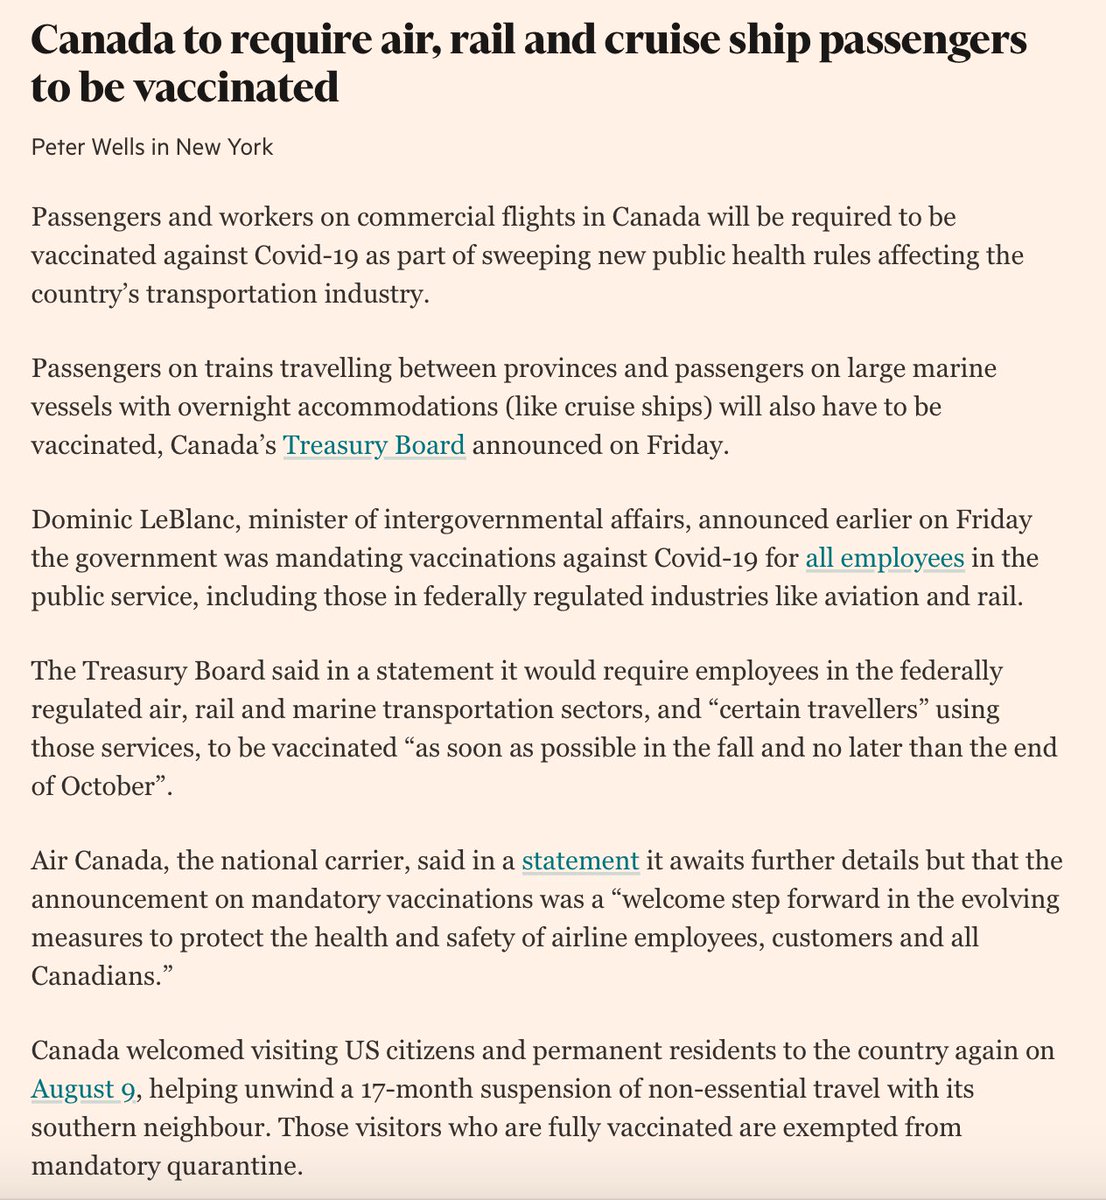 Canada to require air, rail and cruise ship passengers
to be vaccinated
Peter Wells in New York
Passengers and workers on commercial flights in Canada will be required to be
vaccinated against Covid-19 as part of sweeping new public health rules affecting the
country’s transportation industry.
Passengers on trains travelling between provinces and passengers on large marine
vessels with overnight accommodations (like cruise ships) will also have to be
vaccinated, Canada’s Treasury Board announced on Friday.
Dominic LeBlanc, minister of intergovernmental affairs, announced earlier on Friday
the government was mandating vaccinations against Covid-19 for all employees in the
public service, including those in federally regulated industries like aviation and rail.
The Treasury Board said in a statement it would require employees in the federally
regulated air, rail and marine transportation sectors, and “certain travellers” using
those services, to be vaccinated “as soon as possible in the fall and no later than the end
of October”.
Air Canada, the national carrier, said in a statement it awaits further details but that the
announcement on mandatory vaccinations was a “welcome step forward in the evolving
measures to protect the health and safety of airline employees, customers and all
Canadians.”
Canada welcomed visiting US citizens and permanent residents to the country again on
August 9, helping unwind a 17-month suspension of non-essential travel with its
southern neighbour. Those visitors who are fully vaccinated are exempted from
mandatory quarantine.